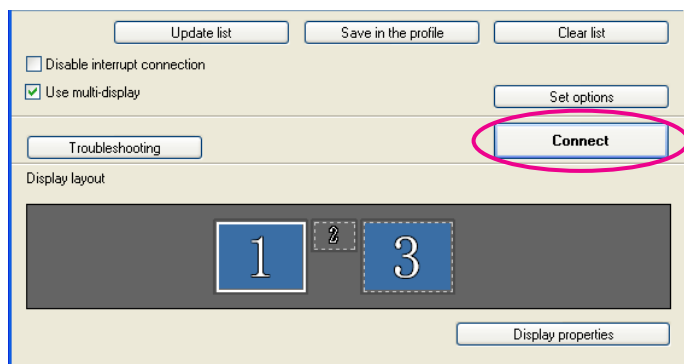 Update list Save in the profile Clear list
Disable interrupt connection
Use multi-display
Set options
Connect
Troubleshooting
Display layout
1 2 3
Display properties